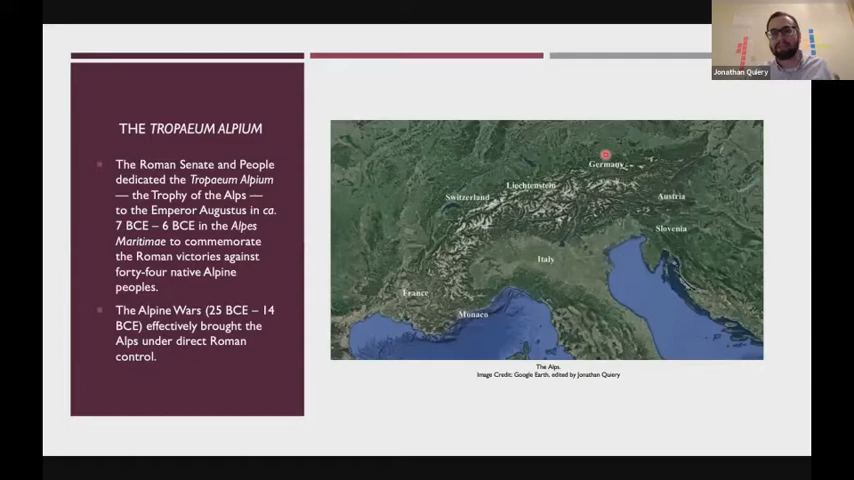 Jonathan Quiery
THE TROPAEUM ALPIUM
The Roman Senate and People
dedicated the Tropaeum Alpium
— the Trophy of the Alps —
to the Emperor Augustus in ca.
7 BCE – 6 BCE in the Alpes
Maritimae to commemorate
the Roman victories against
forty-four native Alpine
peoples.
The Alpine Wars (25 BCE – 14
BCE) effectively brought the
Alps under direct Roman
control.
Germany
Liechtenstein
Switzerland
Austria
Slovenia
Italy
France
Monaco
The Alps.
Image Credit: Google Earth, edited by Jonathan Quiery